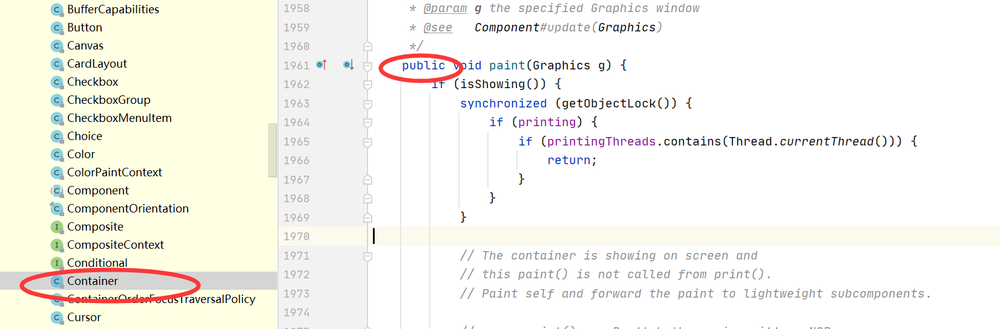 BufferCapabilities
Button
Canvas
CardLayout
Checkbox
CheckboxGroup
CheckboxMenuItem
Choice
Color
ColorPaintContext
Component
ComponentOrientation
Composite
CompositeContext
Conditional
Container
ContainerOrderFocusTraversalPolicy
Cursor
1958 * @param g the specified Graphics window
1959 * @see Component#update(Graphics)
1960 */
1961 public void paint(Graphics g) {
1962 if (isShowing()) {
1963 synchronized (getObjectLock()) {
1964 if (printing) {
1965 if (printingThreads.contains(Thread.currentThread())) {
1966 return;
1967 }
1968 }
1969 }
1970
1971 // The container is showing on screen and
1972 // this paint() is not called from print().
1973 // Paint self and forward the paint to lightweight subcomponents.
1974